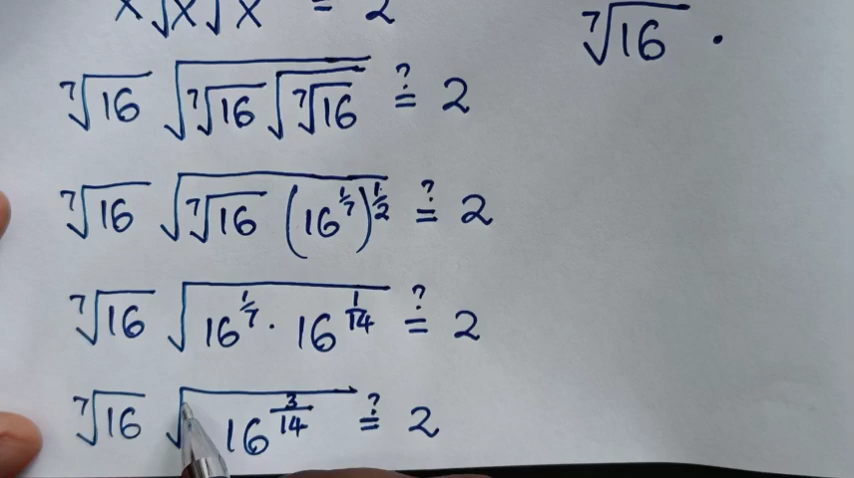 x√x√x = 2
⁷√16 .
⁷√16 √(⁷√16 √(⁷√16)) ?= 2
⁷√16 √(⁷√16 (16^(1/7))^(1/2)) ?= 2
⁷√16 √(16^(1/7) · 16^(1/14)) ?= 2
⁷√16 √(16^(3/14)) ?= 2